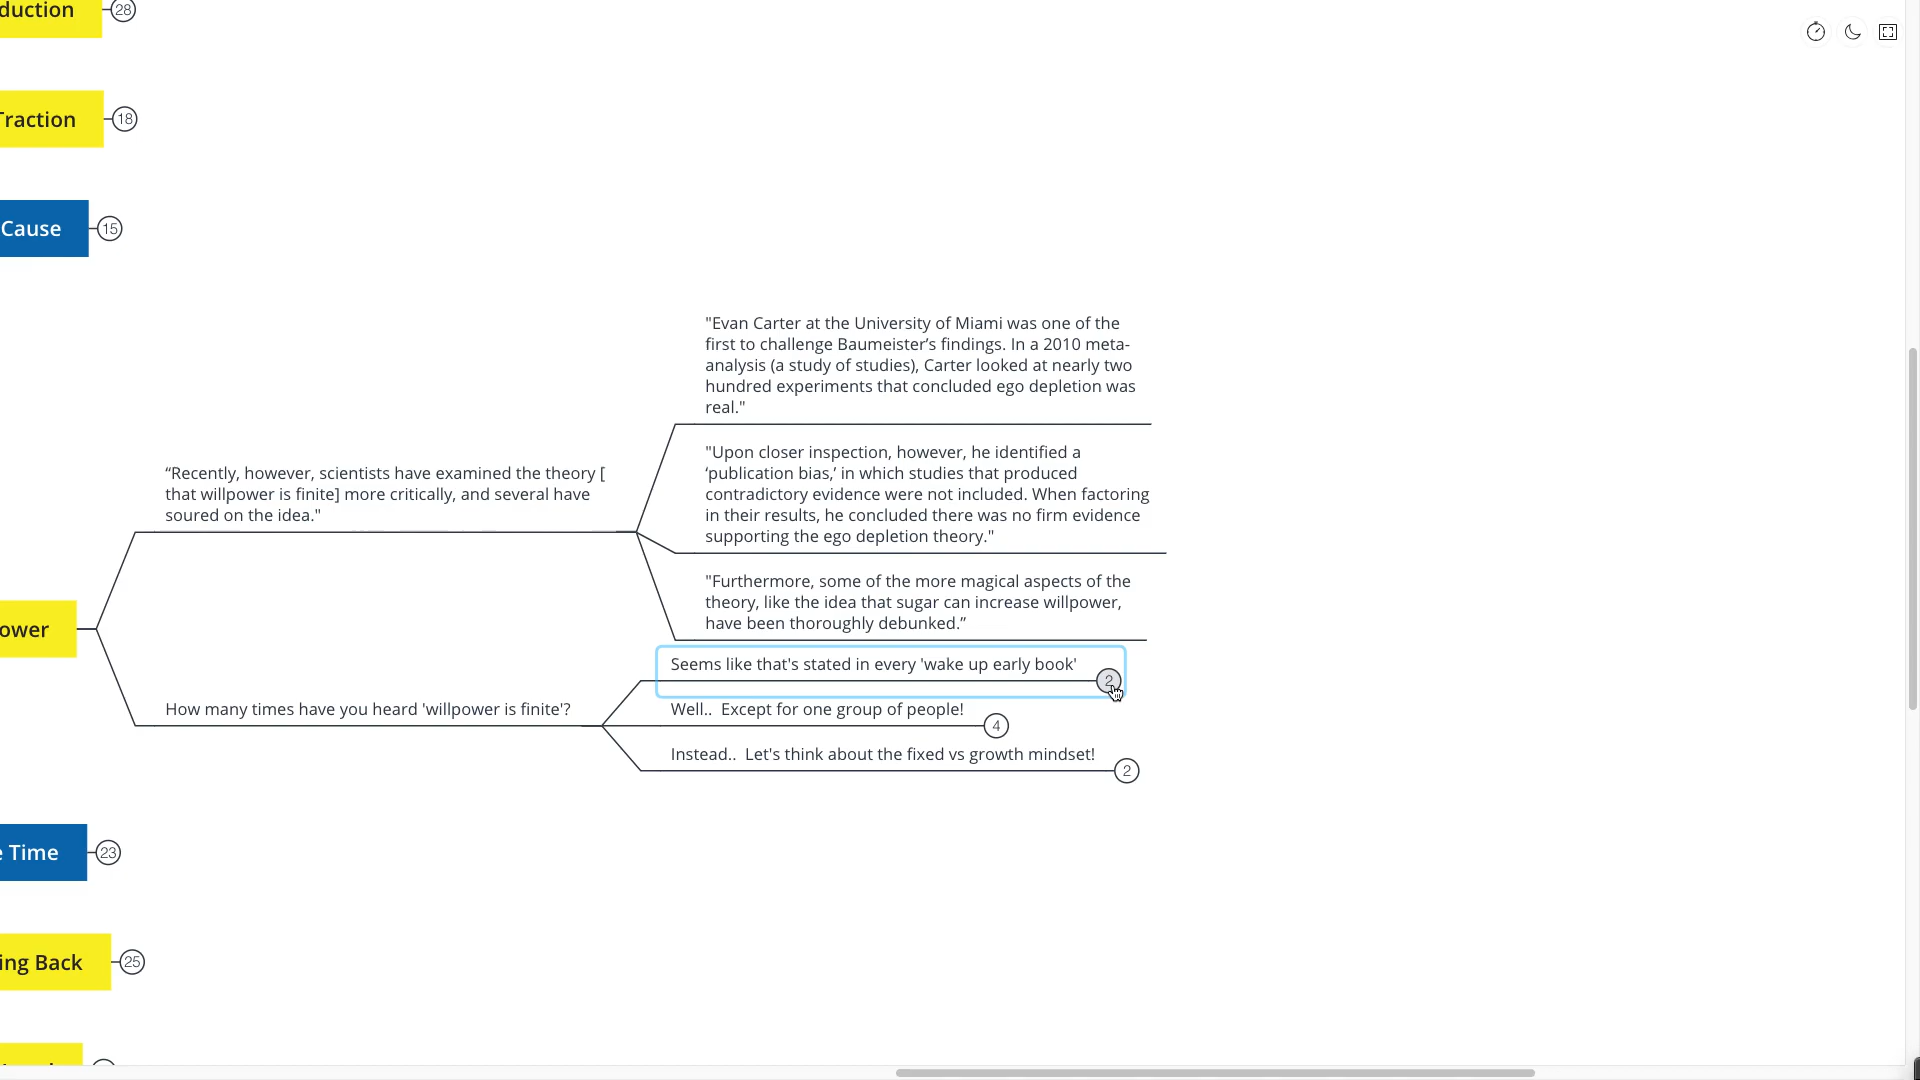 duction
28
Traction
18
Cause
15
"Evan Carter at the University of Miami was one of the
first to challenge Baumeister’s findings. In a 2010 meta-
analysis (a study of studies), Carter looked at nearly two
hundred experiments that concluded ego depletion was
real."
"Upon closer inspection, however, he identified a
‘publication bias,’ in which studies that produced
contradictory evidence were not included. When factoring
in their results, he concluded there was no firm evidence
supporting the ego depletion theory."
“Recently, however, scientists have examined the theory [
that willpower is finite] more critically, and several have
soured on the idea."
"Furthermore, some of the more magical aspects of the
theory, like the idea that sugar can increase willpower,
have been thoroughly debunked.”
ower
Seems like that's stated in every 'wake up early book'
2
How many times have you heard 'willpower is finite'?
Well..  Except for one group of people!
4
Instead..  Let's think about the fixed vs growth mindset!
2
e Time
23
ing Back
25